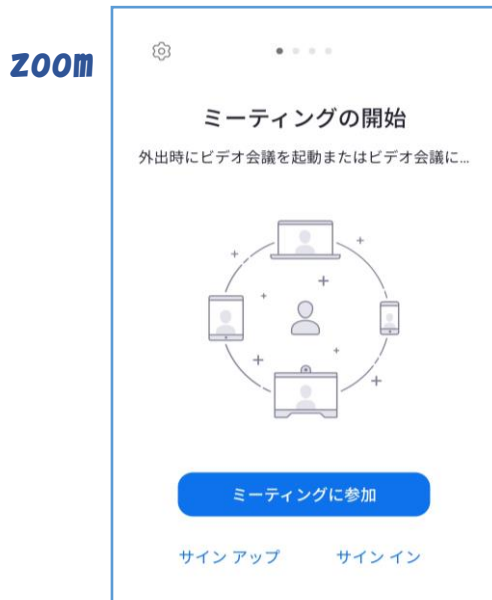 zoom
ミーティングの開始
外出時にビデオ会議を起動またはビデオ会議に...
ミーティングに参加
サイン アップ サイン イン